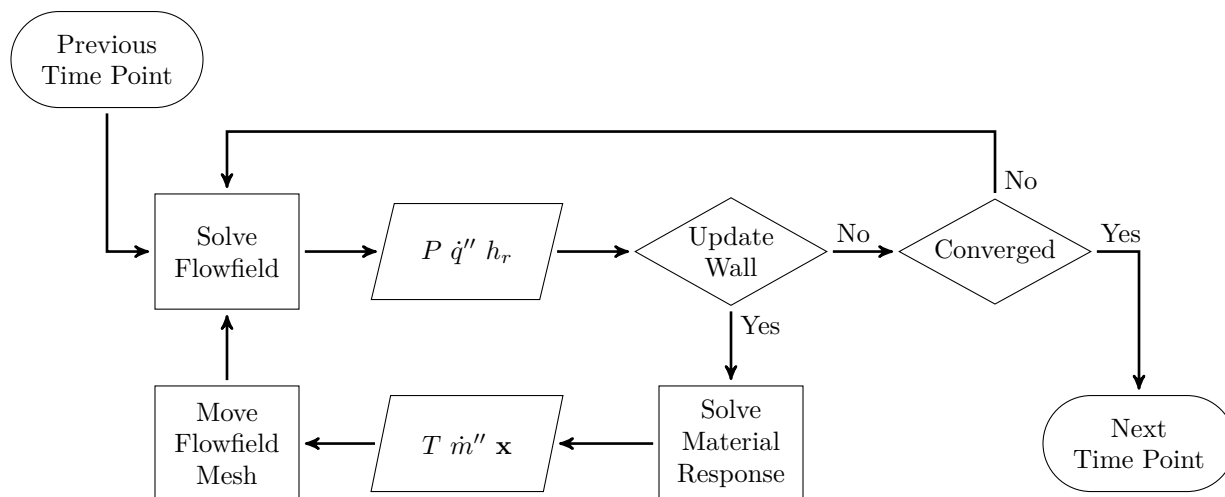 Previous
Time Point
Solve
Flowfield
P q̇″ h_r
Update
Wall
No
Converged
No
Yes
Yes
Move
Flowfield
Mesh
T ṁ″ x
Solve
Material
Response
Next
Time Point